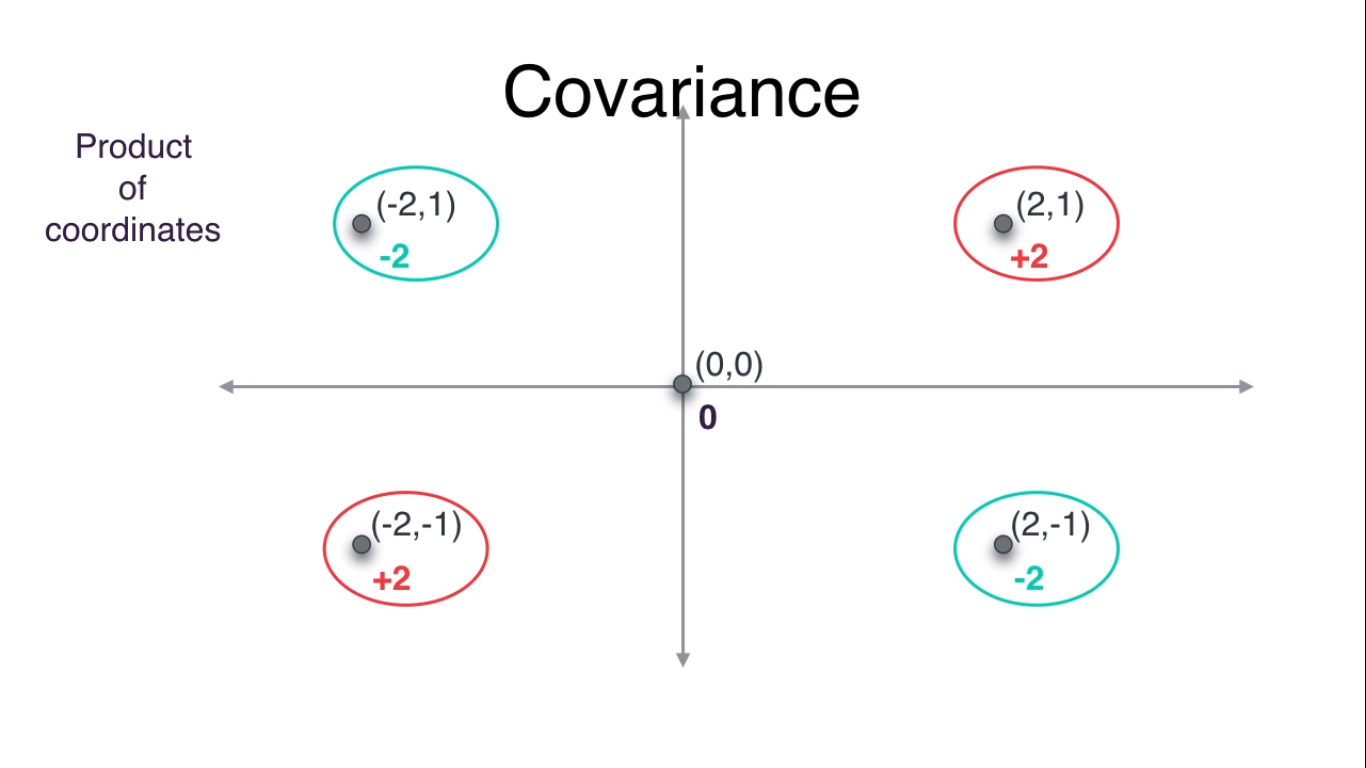 Covariance
Product
of
coordinates
(-2,1)
-2
(2,1)
+2
(0,0)
0
(-2,-1)
+2
(2,-1)
-2